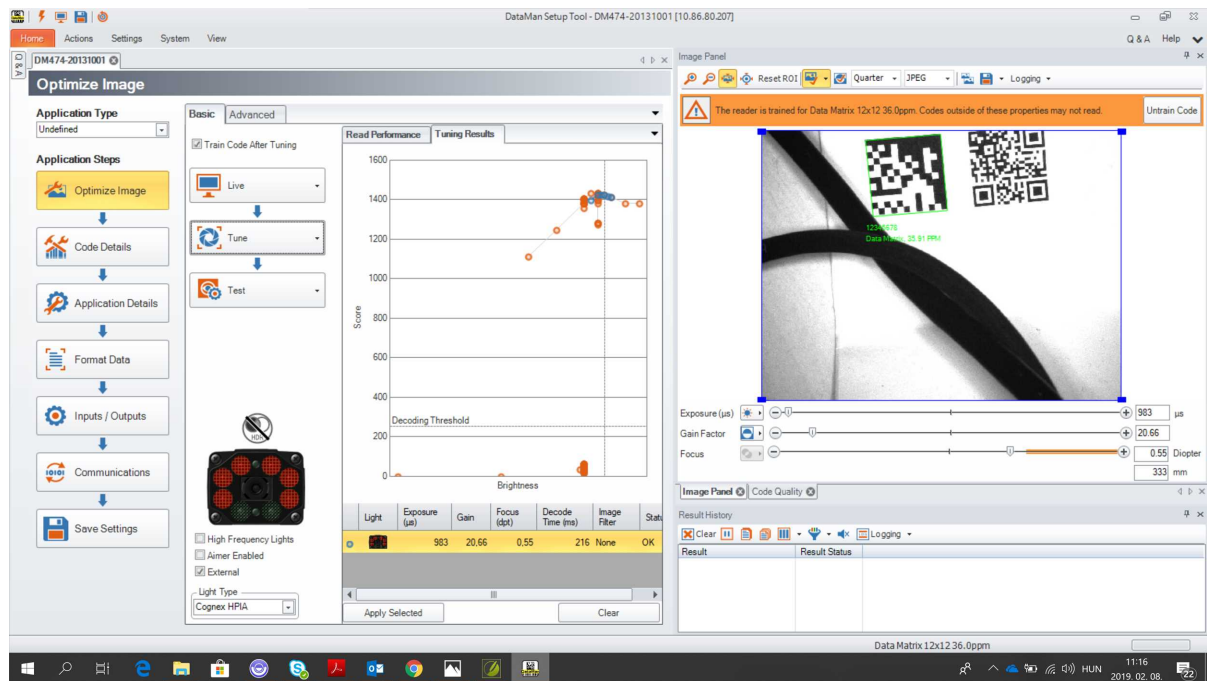 DataMan Setup Tool - DM474-20131001 [10.86.80.207]
Home Actions Settings System View
Q & A Help
Q & A
DM474-20131001
Optimize Image
Application Type
Undefined
Application Steps
Optimize Image
Code Details
Application Details
Format Data
Inputs / Outputs
Communications
Save Settings
Basic Advanced
Train Code After Tuning
Live
Tune
Test
HDR
High Frequency Lights
Aimer Enabled
External
Light Type
Cognex HPIA
Read Performance Tuning Results
1600
1400
1200
1000
800
600
400
200
0
Score
Decoding Threshold
Brightness
Light Exposure (µs) Gain Focus (dpt) Decode Time (ms) Image Filter Statu
983 20,66 0,55 216 None OK
Apply Selected Clear
Image Panel
Reset ROI Quarter JPEG Logging
The reader is trained for Data Matrix 12x12 36.0ppm. Codes outside of these properties may not read.
Untrain Code
12345678
Data Matrix, 35.91 PPM
Exposure (µs) 983 µs
Gain Factor 20.66
Focus 0.55 Diopter
333 mm
Image Panel Code Quality
Result History
Clear Logging
Result Result Status
Data Matrix 12x12 36.0ppm
HUN
11:16
2019. 02. 08.
22